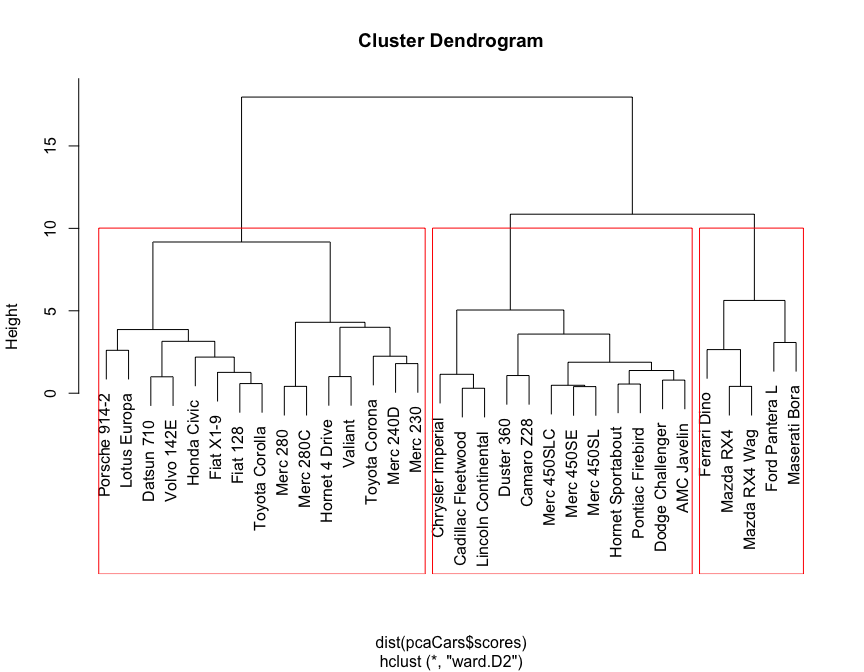 Cluster Dendrogram
Height
0
5
10
15
Porsche 914-2
Lotus Europa
Datsun 710
Volvo 142E
Honda Civic
Fiat X1-9
Fiat 128
Toyota Corolla
Merc 280
Merc 280C
Hornet 4 Drive
Valiant
Toyota Corona
Merc 240D
Merc 230
Chrysler Imperial
Cadillac Fleetwood
Lincoln Continental
Duster 360
Camaro Z28
Merc 450SLC
Merc 450SE
Merc 450SL
Hornet Sportabout
Pontiac Firebird
Dodge Challenger
AMC Javelin
Ferrari Dino
Mazda RX4
Mazda RX4 Wag
Ford Pantera L
Maserati Bora
dist(pcaCars$scores)
hclust (*, "ward.D2")